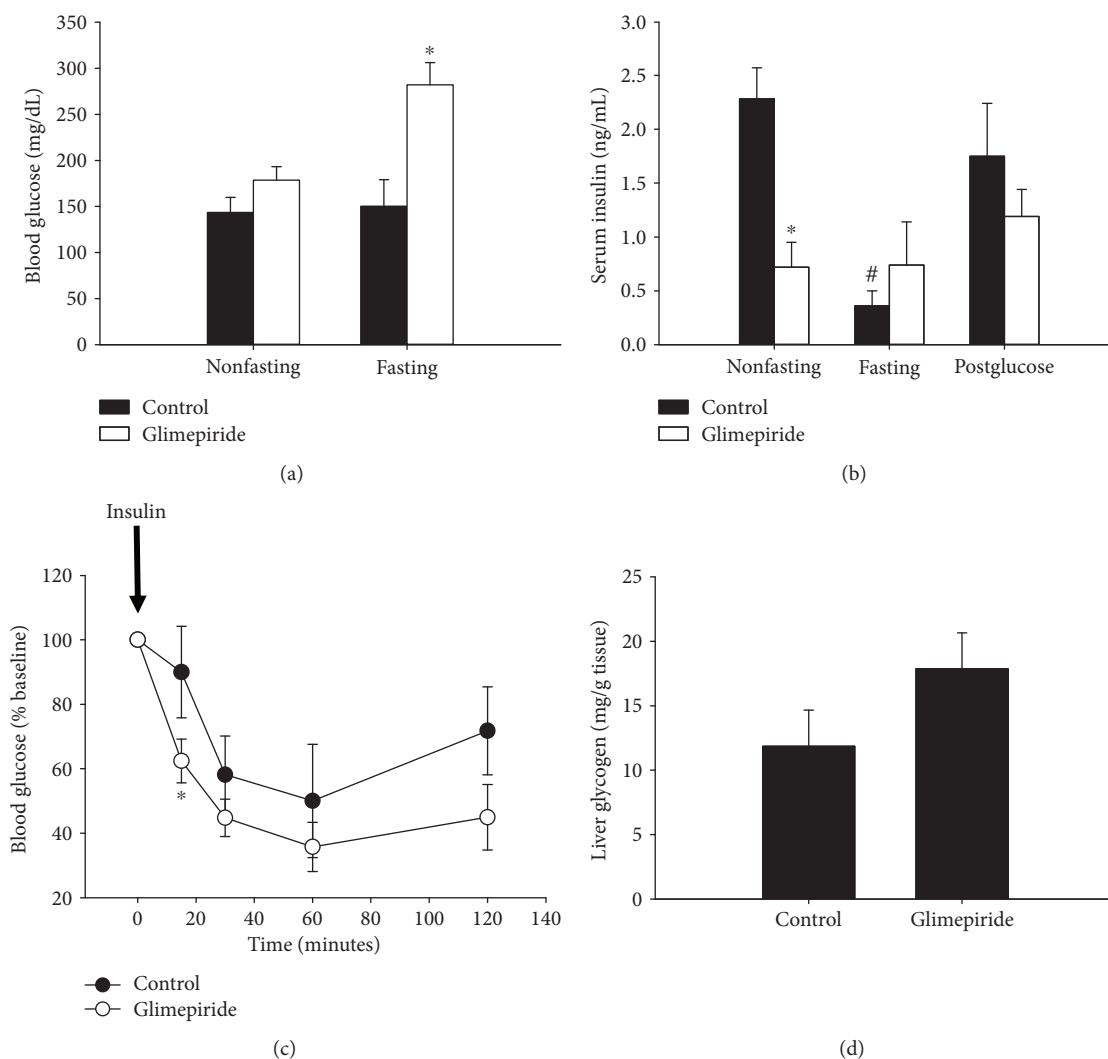 350
300
250
200
150
100
50
0
Blood glucose (mg/dL)
*
Nonfasting Fasting
Control
Glimepiride
(a)
3.0
2.5
2.0
1.5
1.0
0.5
0.0
Serum insulin (ng/mL)
*
#
Nonfasting Fasting Postglucose
Control
Glimepiride
(b)
Insulin
120
100
80
60
40
20
Blood glucose (% baseline)
*
0 20 40 60 80 100 120 140
Time (minutes)
Control
Glimepiride
(c)
25
20
15
10
5
0
Liver glycogen (mg/g tissue)
Control Glimepiride
(d)